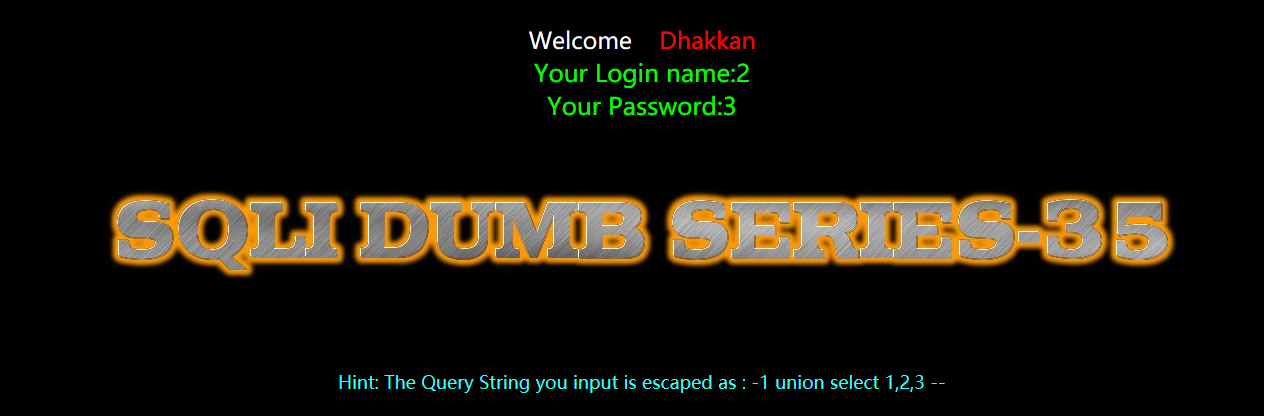 Welcome Dhakkan
Your Login name:2
Your Password:3
SQLI DUMB SERIES-35
Hint: The Query String you input is escaped as : -1 union select 1,2,3 --